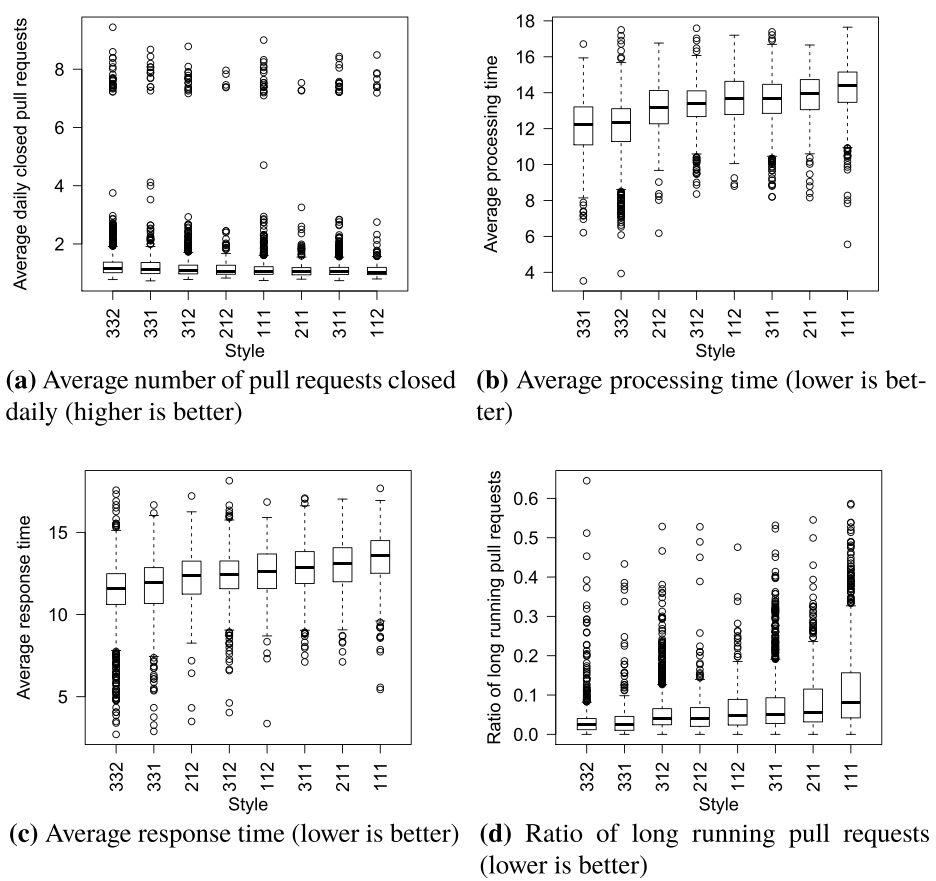 Average daily closed pull requests
8
6
4
2
332 331 312 212 111 211 311 112
Style
(a) Average number of pull requests closed
daily (higher is better)
Average processing time
18
16
14
12
10
8
6
4
331 332 212 312 112 311 211 111
Style
(b) Average processing time (lower is bet-
ter)
Average response time
15
10
5
332 331 212 312 112 311 211 111
Style
(c) Average response time (lower is better)
Ratio of long running pull requests
0.6
0.5
0.4
0.3
0.2
0.1
0.0
332 331 312 212 112 311 211 111
Style
(d) Ratio of long running pull requests
(lower is better)